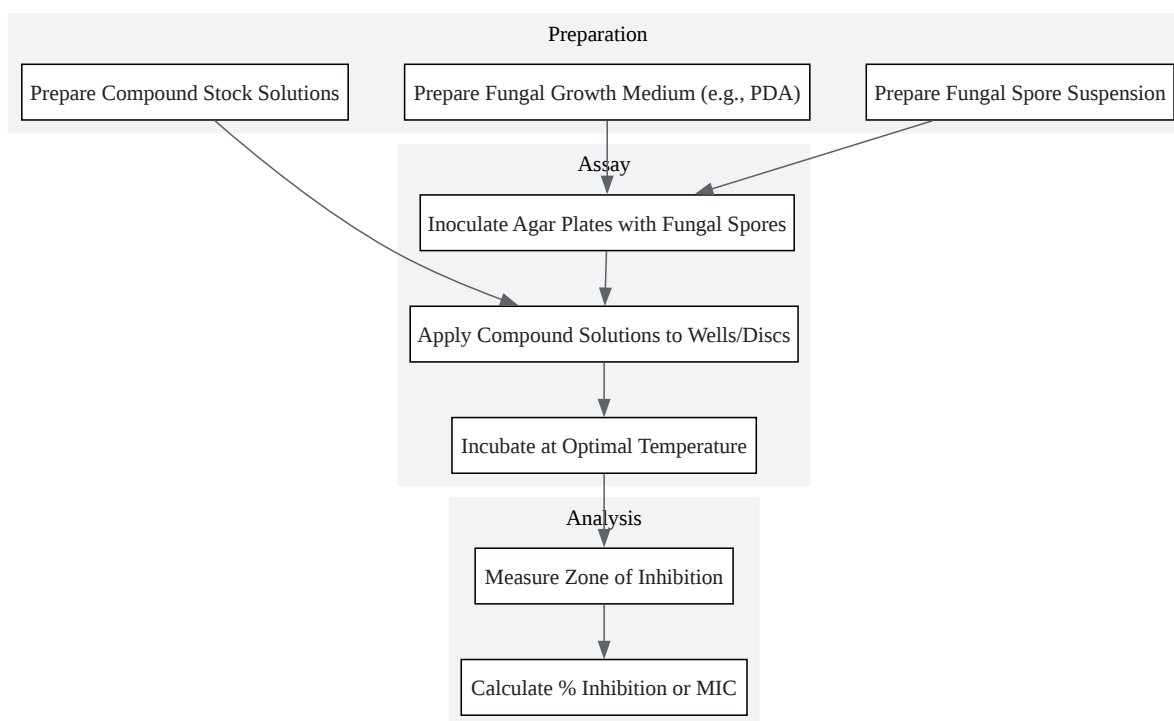 Preparation
Prepare Compound Stock Solutions
Prepare Fungal Growth Medium (e.g., PDA)
Prepare Fungal Spore Suspension
Assay
Inoculate Agar Plates with Fungal Spores
Apply Compound Solutions to Wells/Discs
Incubate at Optimal Temperature
Analysis
Measure Zone of Inhibition
Calculate % Inhibition or MIC